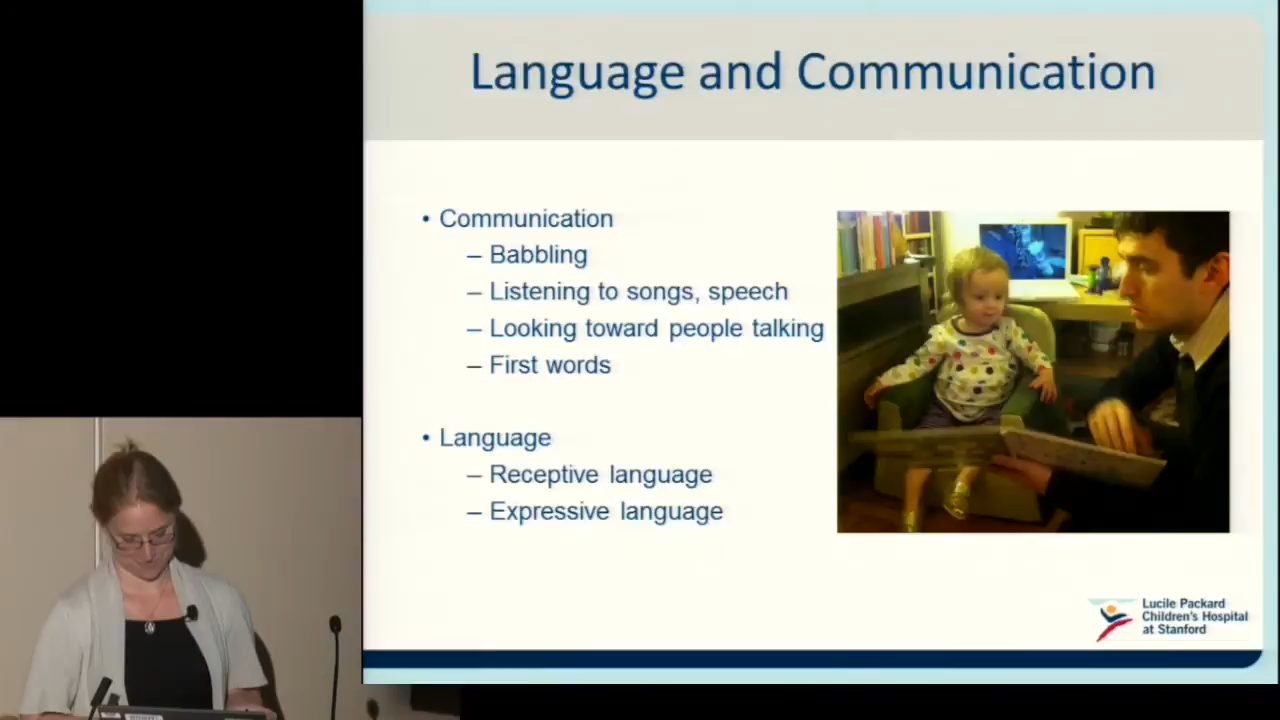 Language and Communication
• Communication
– Babbling
– Listening to songs, speech
– Looking toward people talking
– First words
• Language
– Receptive language
– Expressive language
Lucile Packard
Children's Hospital
at Stanford